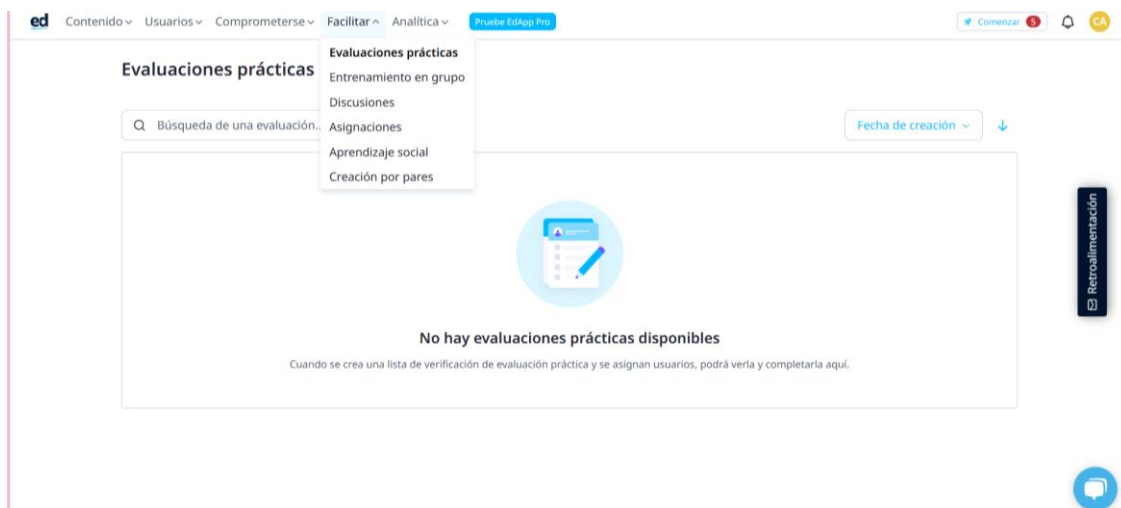 ed Contenido Usuarios Comprometerse Facilitar Analítica Pruebe EdApp Pro Comenzar 5 CA
Evaluaciones prácticas
Evaluaciones prácticas
Entrenamiento en grupo
Discusiones
Asignaciones
Aprendizaje social
Creación por pares
Búsqueda de una evaluación..
Fecha de creación
Retroalimentación
No hay evaluaciones prácticas disponibles
Cuando se crea una lista de verificación de evaluación práctica y se asignan usuarios, podrá verla y completarla aquí.